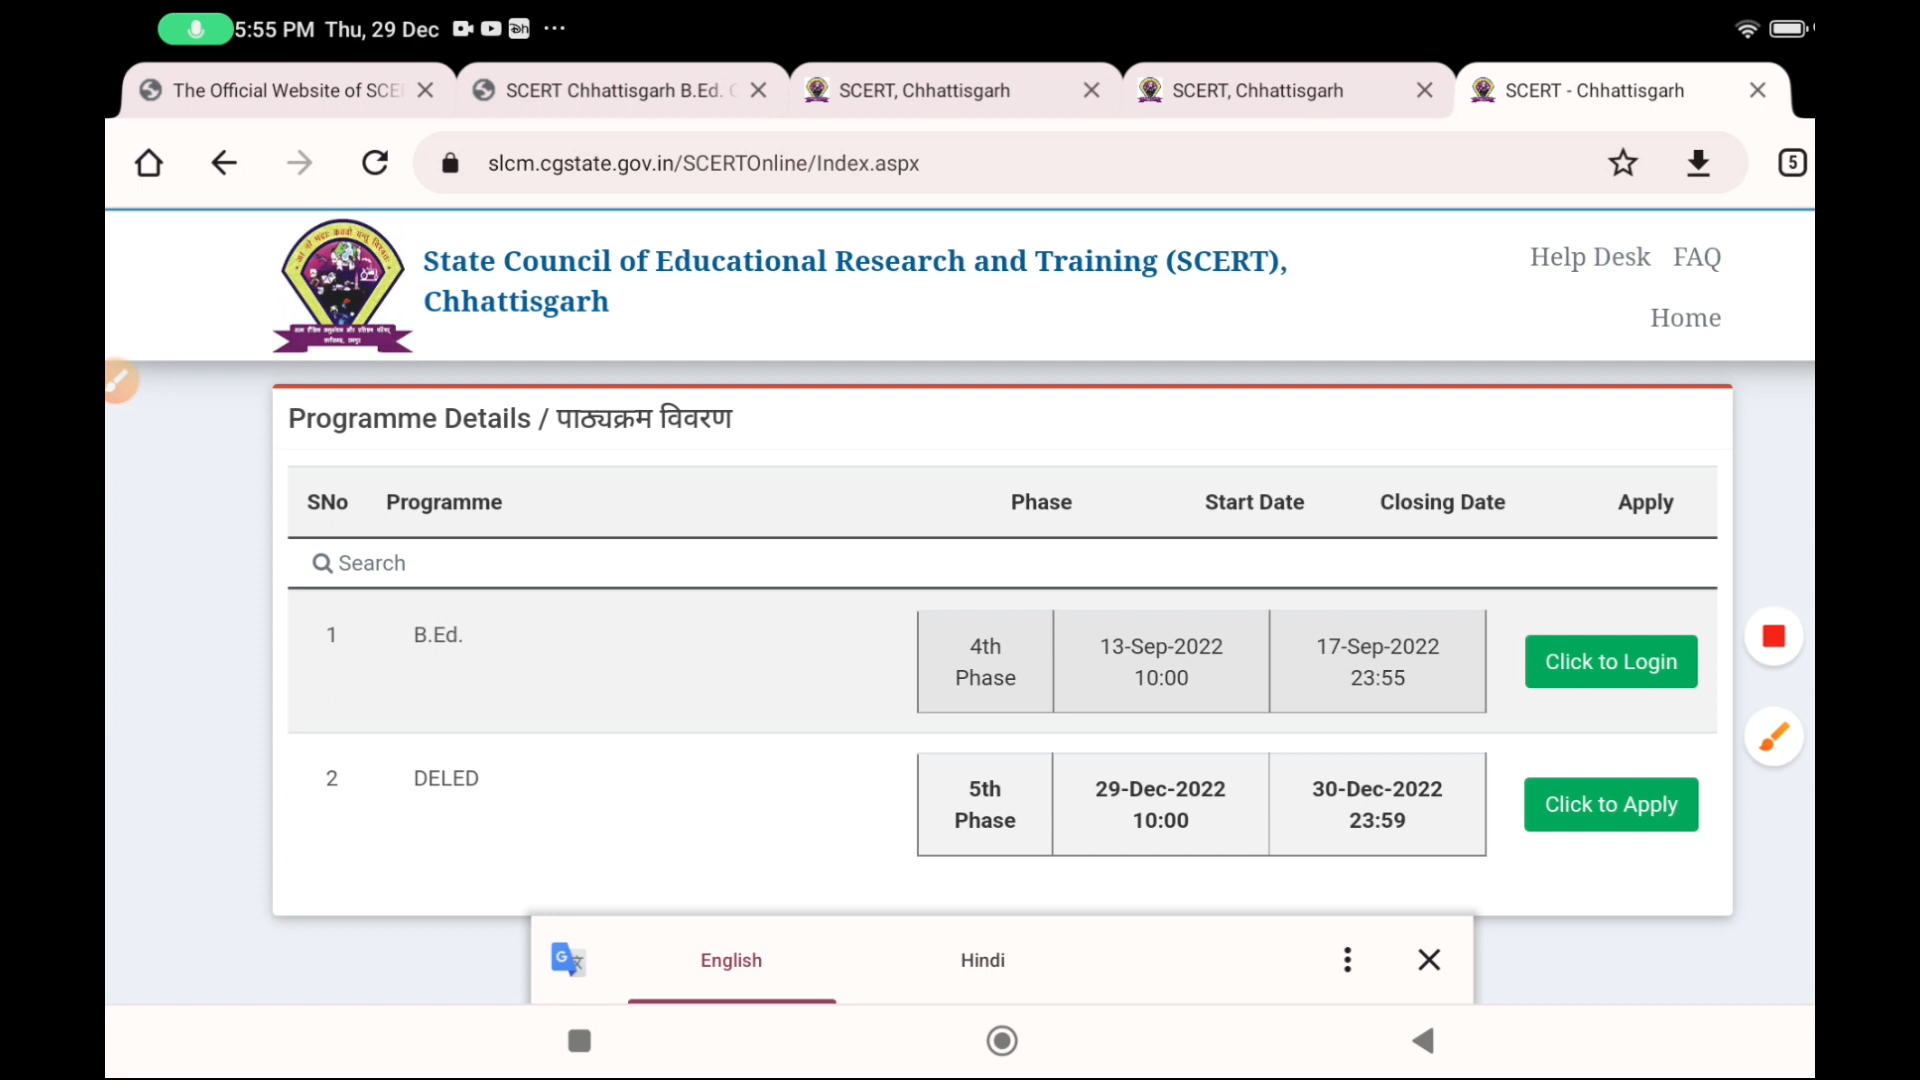 5:55 PM Thu, 29 Dec
The Official Website of SCE
SCERT Chhattisgarh B.Ed.
SCERT, Chhattisgarh
SCERT, Chhattisgarh
SCERT - Chhattisgarh
slcm.cgstate.gov.in/SCERTOnline/Index.aspx
5
State Council of Educational Research and Training (SCERT),
Chhattisgarh
Help Desk FAQ
Home
Programme Details / पाठ्यक्रम विवरण
SNo Programme Phase Start Date Closing Date Apply
Search
1 B.Ed. 4th Phase 13-Sep-2022 10:00 17-Sep-2022 23:55 Click to Login
2 DELED 5th Phase 29-Dec-2022 10:00 30-Dec-2022 23:59 Click to Apply
English Hindi